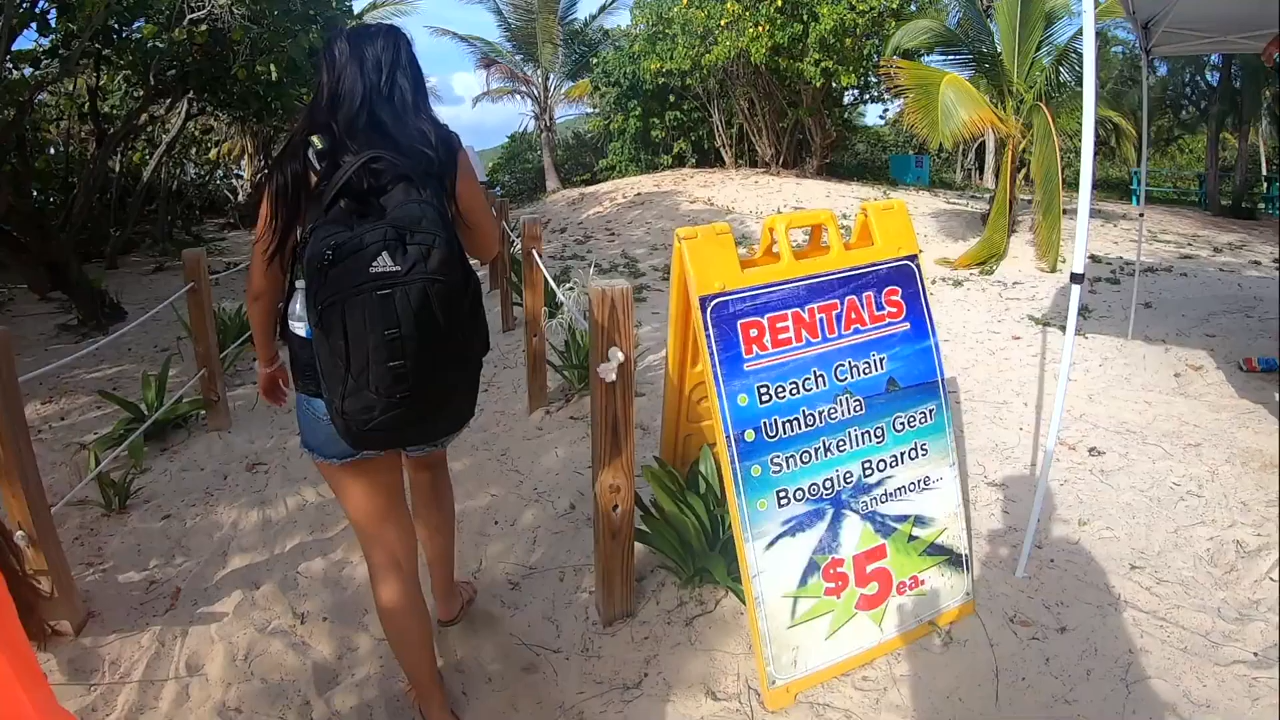 adidas
RENTALS
• Beach Chair
• Umbrella
• Snorkeling Gear
• Boogie Boards
and more...
$5 ea.